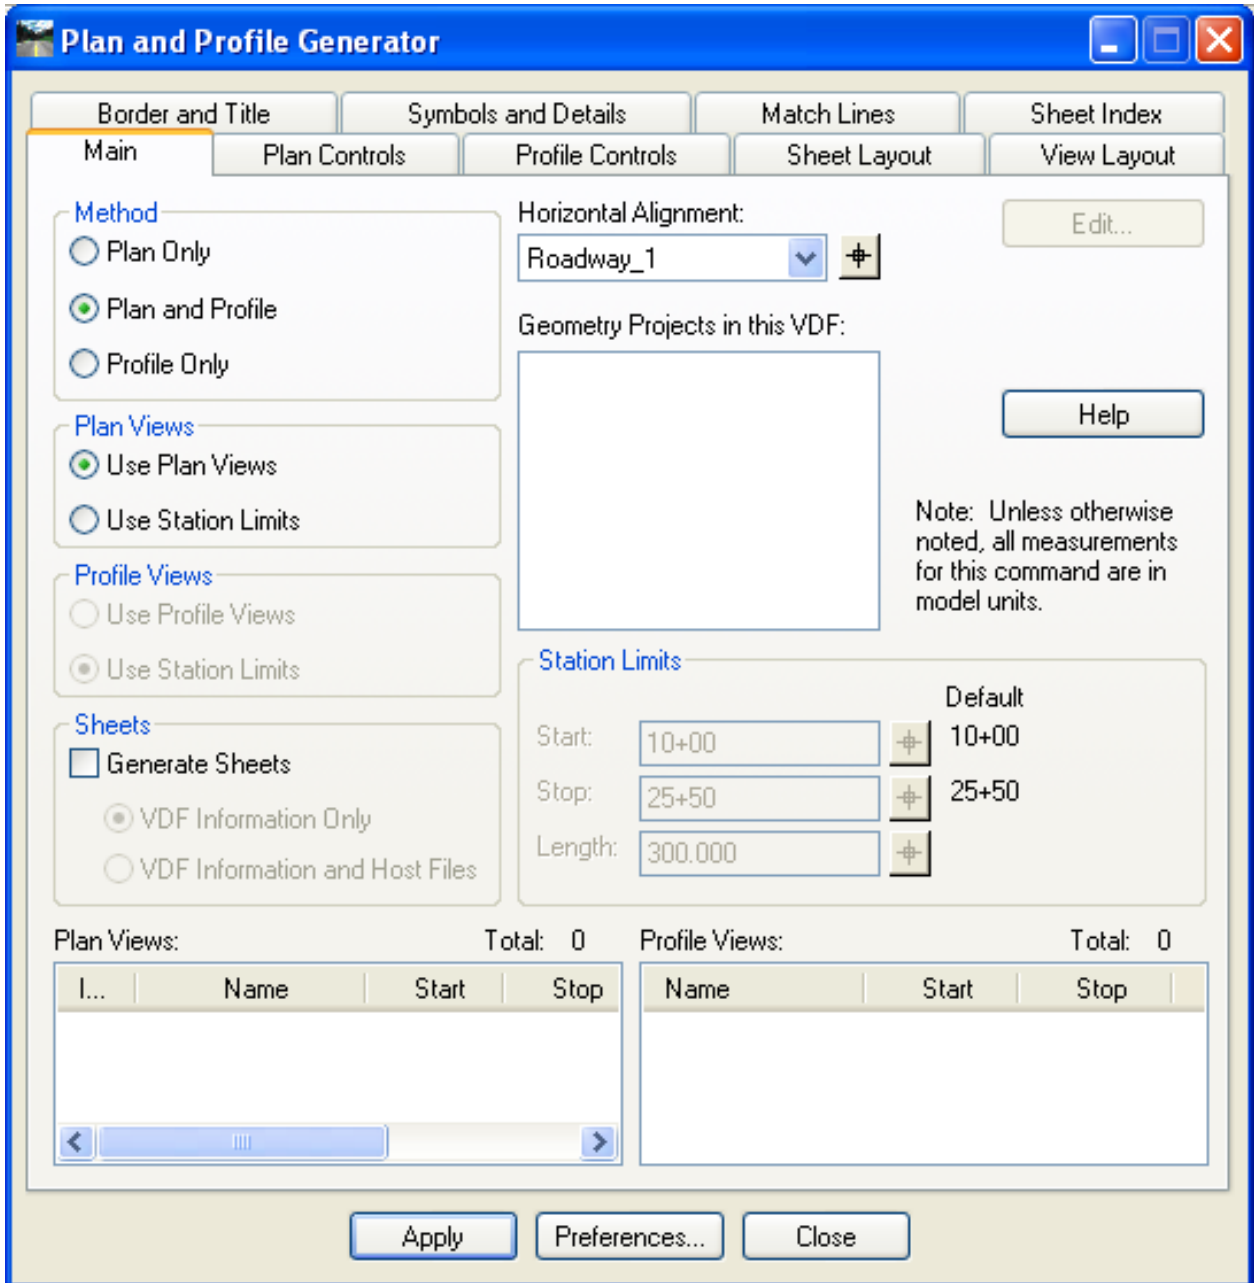 Plan and Profile Generator
Border and Title
Symbols and Details
Match Lines
Sheet Index
Main
Plan Controls
Profile Controls
Sheet Layout
View Layout
Method
Plan Only
Plan and Profile
Profile Only
Plan Views
Use Plan Views
Use Station Limits
Profile Views
Use Profile Views
Use Station Limits
Sheets
Generate Sheets
VDF Information Only
VDF Information and Host Files
Horizontal Alignment:
Roadway_1
Edit...
Geometry Projects in this VDF:
Help
Note: Unless otherwise
noted, all measurements
for this command are in
model units.
Station Limits
Default
Start: 10+00 10+00
Stop: 25+50 25+50
Length: 300.000
Plan Views: Total: 0
I... Name Start Stop
Profile Views: Total: 0
Name Start Stop
Apply
Preferences...
Close